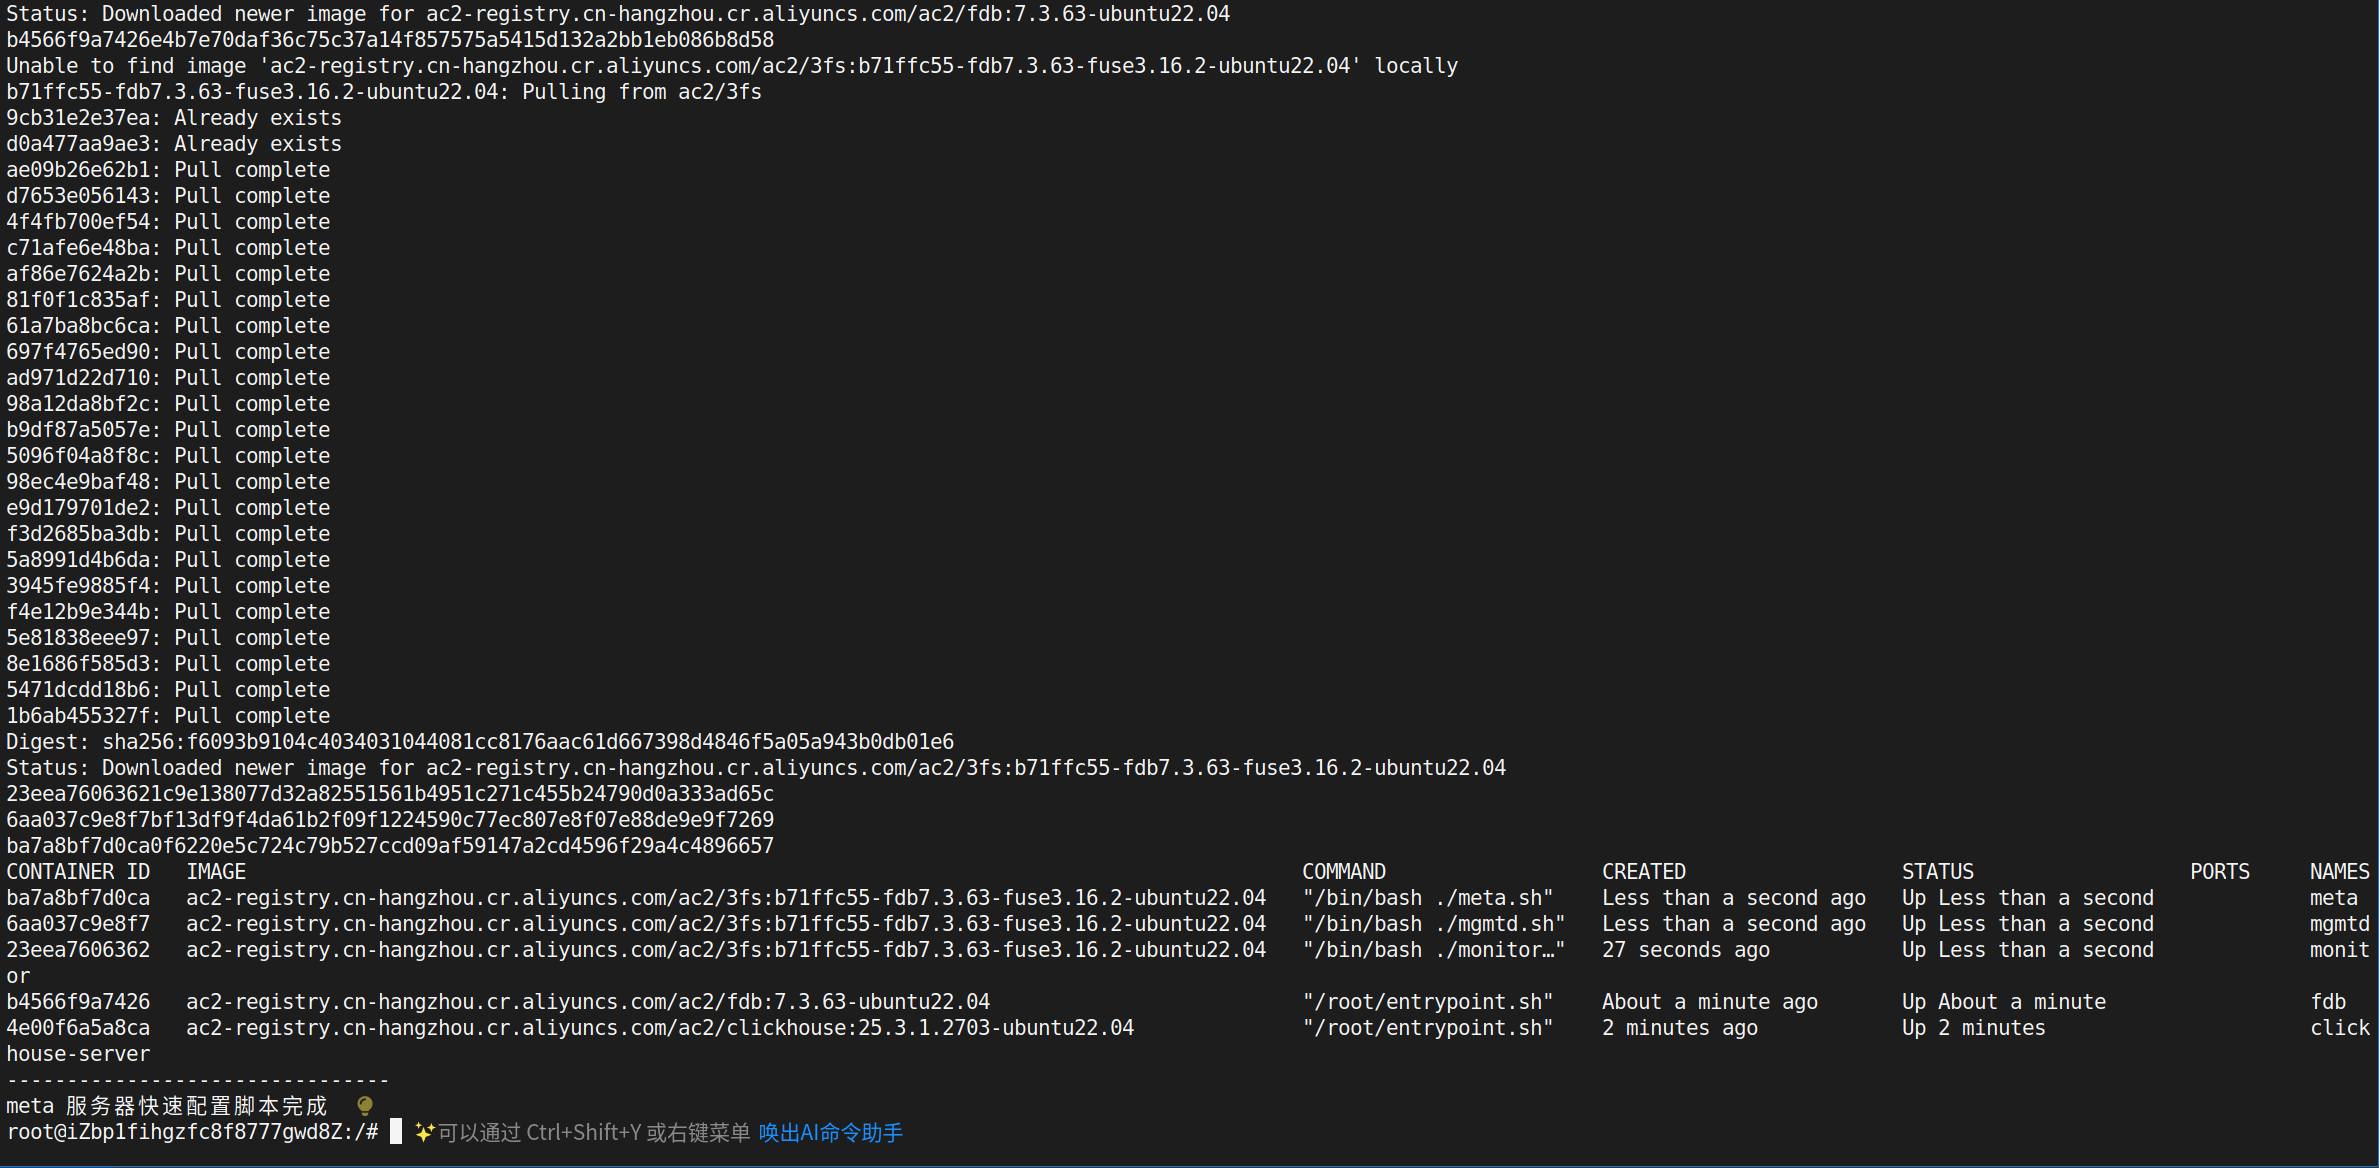 Status: Downloaded newer image for ac2-registry.cn-hangzhou.cr.aliyuncs.com/ac2/fdb:7.3.63-ubuntu22.04
b4566f9a7426e4b7e70daf36c75c37a14f857575a5415d132a2bb1eb086b8d58
Unable to find image 'ac2-registry.cn-hangzhou.cr.aliyuncs.com/ac2/3fs:b71ffc55-fdb7.3.63-fuse3.16.2-ubuntu22.04' locally
b71ffc55-fdb7.3.63-fuse3.16.2-ubuntu22.04: Pulling from ac2/3fs
9cb31e2e37ea: Already exists
d0a477aa9ae3: Already exists
ae09b26e62b1: Pull complete
d7653e056143: Pull complete
4f4fb700ef54: Pull complete
c71afe6e48ba: Pull complete
af86e7624a2b: Pull complete
81f0f1c835af: Pull complete
61a7ba8bc6ca: Pull complete
697f4765ed90: Pull complete
ad971d22d710: Pull complete
98a12da8bf2c: Pull complete
b9df87a5057e: Pull complete
5096f04a8f8c: Pull complete
98ec4e9baf48: Pull complete
e9d179701de2: Pull complete
f3d2685ba3db: Pull complete
5a8991d4b6da: Pull complete
3945fe9885f4: Pull complete
f4e12b9e344b: Pull complete
5e81838eee97: Pull complete
8e1686f585d3: Pull complete
5471dcdd18b6: Pull complete
1b6ab455327f: Pull complete
Digest: sha256:f6093b9104c4034031044081cc8176aac61d667398d4846f5a05a943b0db01e6
Status: Downloaded newer image for ac2-registry.cn-hangzhou.cr.aliyuncs.com/ac2/3fs:b71ffc55-fdb7.3.63-fuse3.16.2-ubuntu22.04
23eea76063621c9e138077d32a82551561b4951c271c455b24790d0a333ad65c
6aa037c9e8f7bf13df9f4da61b2f09f1224590c77ec807e8f07e88de9e9f7269
ba7a8bf7d0ca0f6220e5c724c79b527ccd09af59147a2cd4596f29a4c4896657
CONTAINER ID   IMAGE   COMMAND   CREATED   STATUS   PORTS   NAMES
ba7a8bf7d0ca   ac2-registry.cn-hangzhou.cr.aliyuncs.com/ac2/3fs:b71ffc55-fdb7.3.63-fuse3.16.2-ubuntu22.04   "/bin/bash ./meta.sh"   Less than a second ago   Up Less than a second   meta
6aa037c9e8f7   ac2-registry.cn-hangzhou.cr.aliyuncs.com/ac2/3fs:b71ffc55-fdb7.3.63-fuse3.16.2-ubuntu22.04   "/bin/bash ./mgmtd.sh"   Less than a second ago   Up Less than a second   mgmtd
23eea7606362   ac2-registry.cn-hangzhou.cr.aliyuncs.com/ac2/3fs:b71ffc55-fdb7.3.63-fuse3.16.2-ubuntu22.04   "/bin/bash ./monitor…"   27 seconds ago   Up Less than a second   monit
or
b4566f9a7426   ac2-registry.cn-hangzhou.cr.aliyuncs.com/ac2/fdb:7.3.63-ubuntu22.04   "/root/entrypoint.sh"   About a minute ago   Up About a minute   fdb
4e00f6a5a8ca   ac2-registry.cn-hangzhou.cr.aliyuncs.com/ac2/clickhouse:25.3.1.2703-ubuntu22.04   "/root/entrypoint.sh"   2 minutes ago   Up 2 minutes   click
house-server
--------------------------------
meta 服务器快速配置脚本完成 💡
root@iZbp1fihgzfc8f8777gwd8Z:/# ✨可以通过 Ctrl+Shift+Y 或右键菜单 唤出AI命令助手